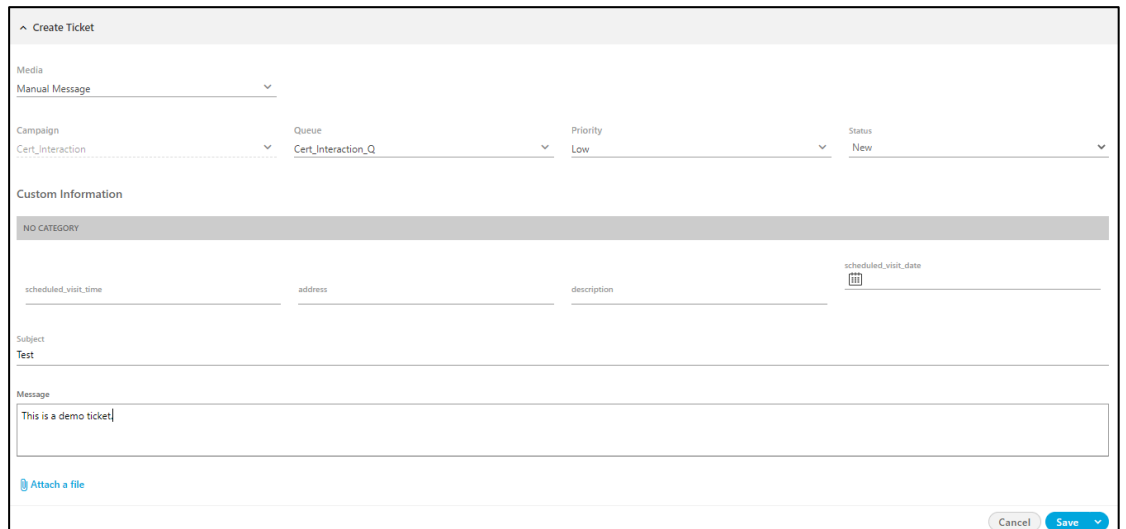 Create Ticket
Media
Manual Message
Campaign Queue Priority Status
Cert_Interaction Cert_Interaction_Q Low New
Custom Information
NO CATEGORY
scheduled_visit_date
scheduled_visit_time address description
Subject
Test
Message
This is a demo ticket.
Attach a file
Cancel Save